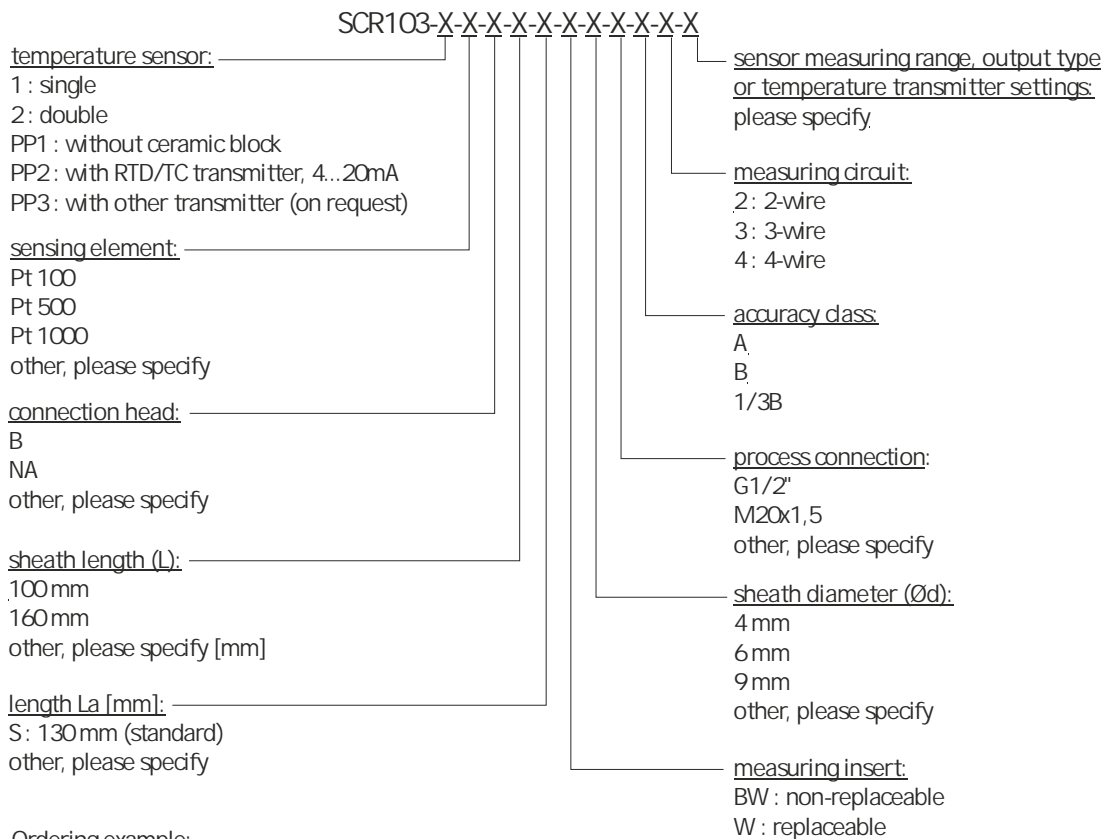 SCR103-X-X-X-X-X-X-X-X-X-X-X
temperature sensor:
1 : single
2 : double
PP1 : without ceramic block
PP2 : with RTD/TC transmitter, 4...20mA
PP3 : with other transmitter (on request)
sensing element:
Pt 100
Pt 500
Pt 1000
other, please specify
connection head:
B
NA
other, please specify
sheath length (L):
100 mm
160 mm
other, please specify [mm]
length La [mm]:
S : 130 mm (standard)
other, please specify
sensor measuring range, output type
or temperature transmitter settings:
please specify
measuring circuit:
2 : 2-wire
3 : 3-wire
4 : 4-wire
accuracy class:
A
B
1/3B
process connection:
G1/2"
M20x1,5
other, please specify
sheath diameter (Ød):
4 mm
6 mm
9 mm
other, please specify
measuring insert:
BW : non-replaceable
W : replaceable
Ordering example: